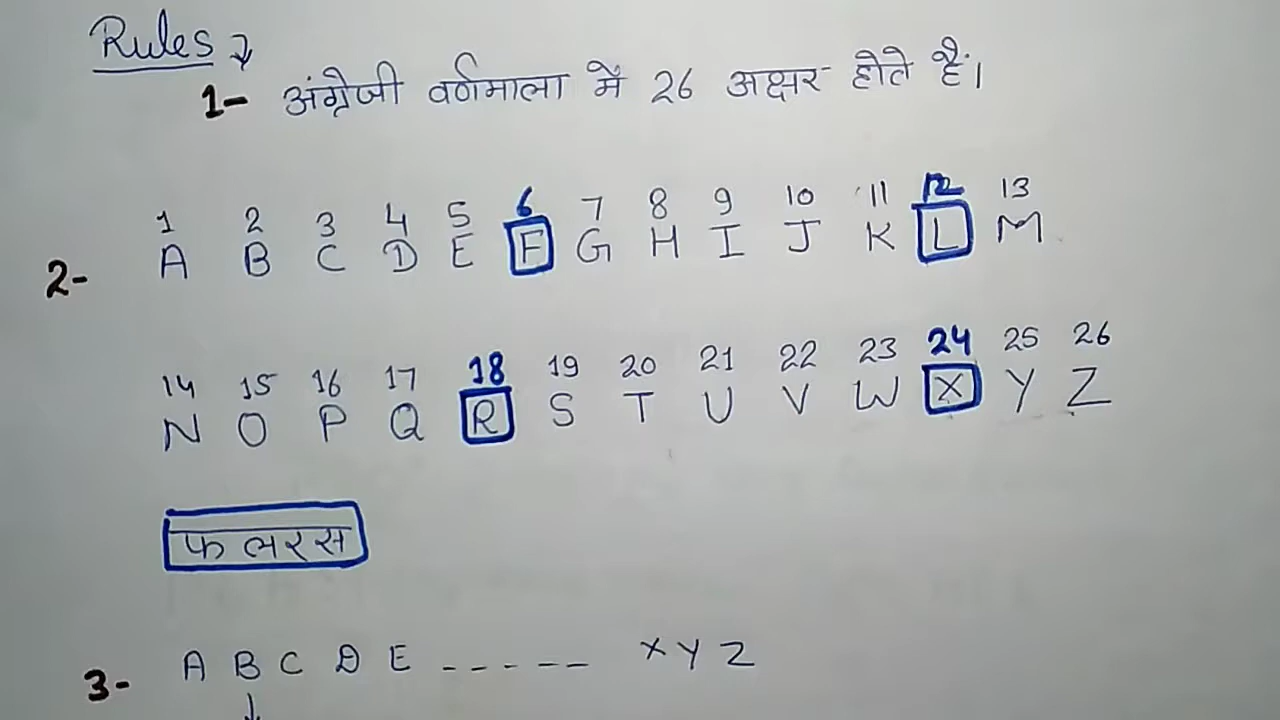 Rules
1- अंग्रेजी वर्णमाला में 26 अक्षर होते हैं।
1 2 3 4 5 6 7 8 9 10 11 12 13
2- A B C D E F G H I J K L M
14 15 16 17 18 19 20 21 22 23 24 25 26
N O P Q R S T U V W X Y Z
फ लरस
3- A B C D E ----- X Y Z